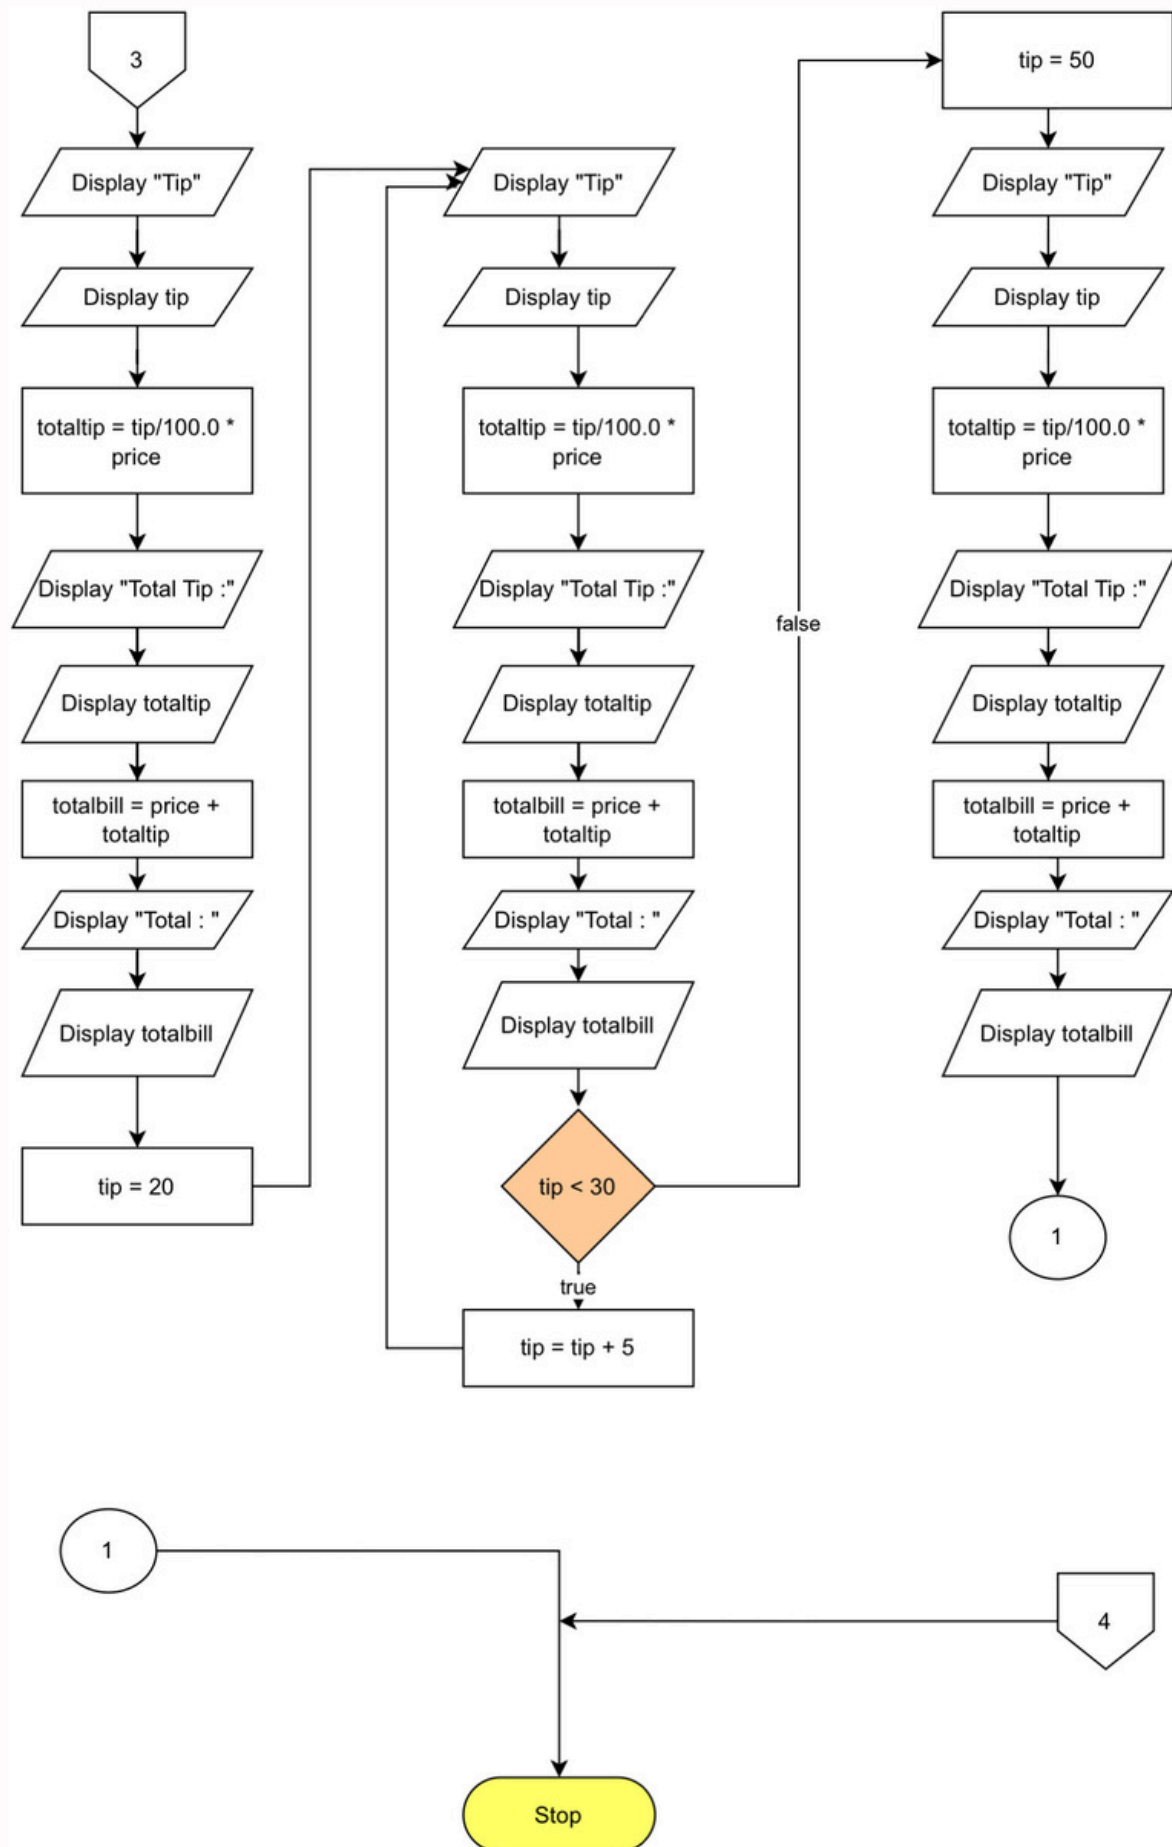 3
Display "Tip"
Display tip
totaltip = tip/100.0 *
price
Display "Total Tip :"
Display totaltip
totalbill = price +
totaltip
Display "Total : "
Display totalbill
tip = 20
Display "Tip"
Display tip
totaltip = tip/100.0 *
price
Display "Total Tip :"
Display totaltip
totalbill = price +
totaltip
Display "Total : "
Display totalbill
tip < 30
true
tip = tip + 5
false
tip = 50
Display "Tip"
Display tip
totaltip = tip/100.0 *
price
Display "Total Tip :"
Display totaltip
totalbill = price +
totaltip
Display "Total : "
Display totalbill
1
1
4
Stop